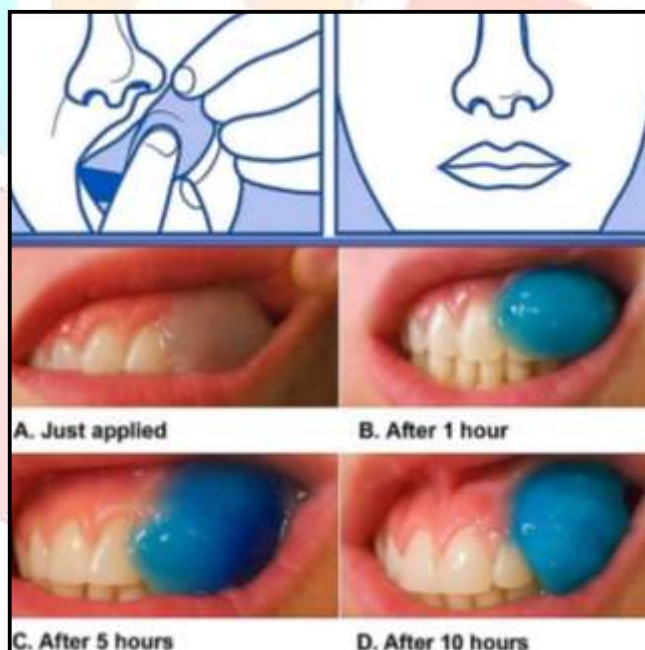 A. Just applied
B. After 1 hour
C. After 5 hours
D. After 10 hours